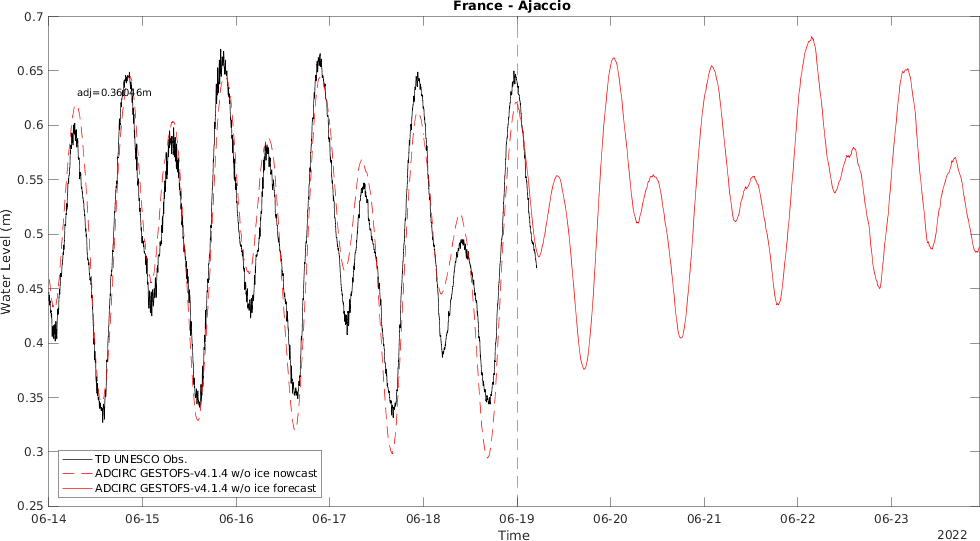 France - Ajaccio
0.7
0.65
0.6
0.55
0.5
0.45
0.4
0.35
0.3
0.25
Water Level (m)
adj=0.36046m
TD UNESCO Obs.
ADCIRC GESTOFS-v4.1.4 w/o ice nowcast
ADCIRC GESTOFS-v4.1.4 w/o ice forecast
06-14 06-15 06-16 06-17 06-18 06-19 06-20 06-21 06-22 06-23
Time
2022